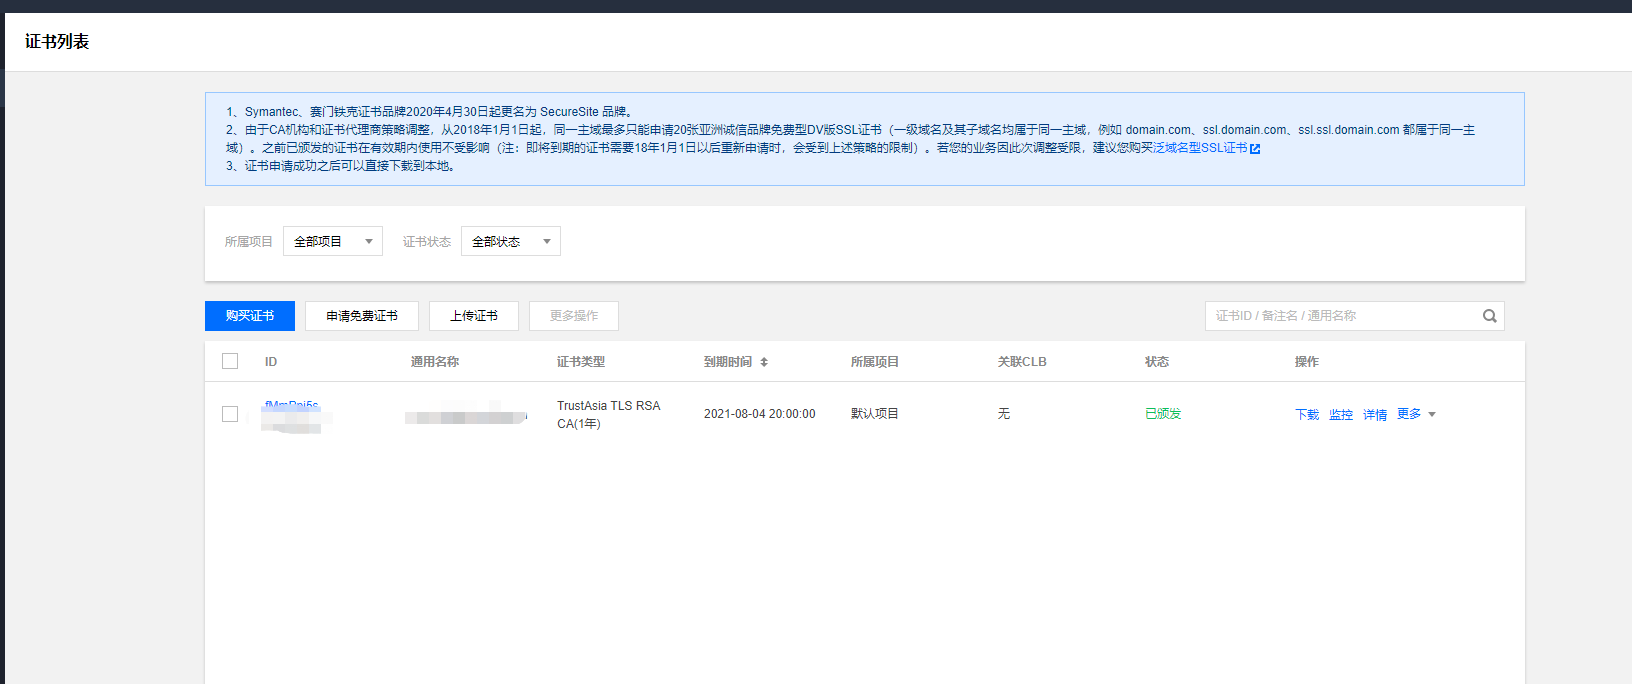 证书列表
1、Symantec、赛门铁克证书品牌2020年4月30日起更名为 SecureSite 品牌。
2、由于CA机构和证书代理商策略调整，从2018年1月1日起，同一主域最多只能申请20张亚洲诚信品牌免费型DV版SSL证书（一级域名及其子域名均属于同一主域，例如 domain.com、ssl.domain.com、ssl.ssl.domain.com 都属于同一主
域）。之前已颁发的证书在有效期内使用不受影响（注：即将到期的证书需要18年1月1日以后重新申请时，会受到上述策略的限制）。若您的业务因此次调整受限，建议您购买泛域名型SSL证书
3、证书申请成功之后可以直接下载到本地。
所属项目 全部项目 证书状态 全部状态
购买证书 申请免费证书 上传证书 更多操作 证书ID / 备注名 / 通用名称
ID 通用名称 证书类型 到期时间 所属项目 关联CLB 状态 操作
TrustAsia TLS RSA
CA(1年)
2021-08-04 20:00:00 默认项目 无 已颁发 下载 监控 详情 更多